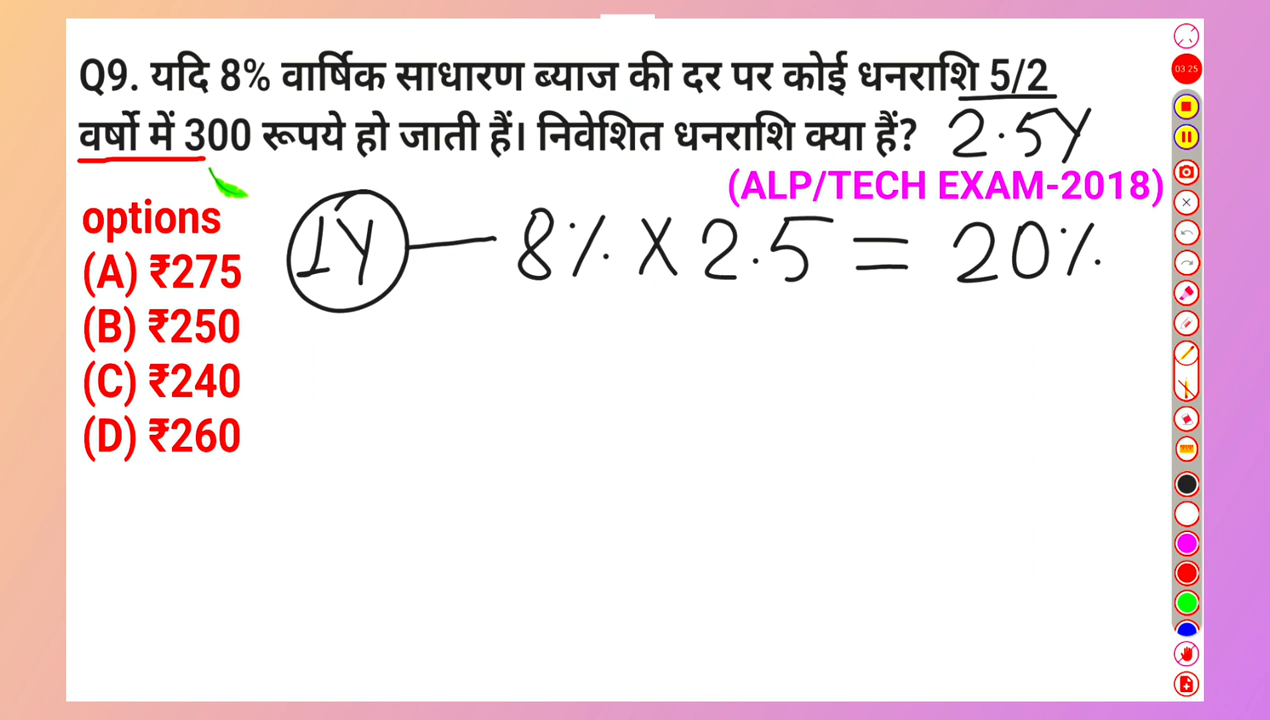 Q9. यदि 8% वार्षिक साधारण ब्याज की दर पर कोई धनराशि 5/2
वर्षो में 300 रूपये हो जाती हैं। निवेशित धनराशि क्या हैं? 2.5Y
(ALP/TECH EXAM-2018)
options
(A) ₹275
(B) ₹250
(C) ₹240
(D) ₹260
1Y — 8% X 2.5 = 20%
03:25